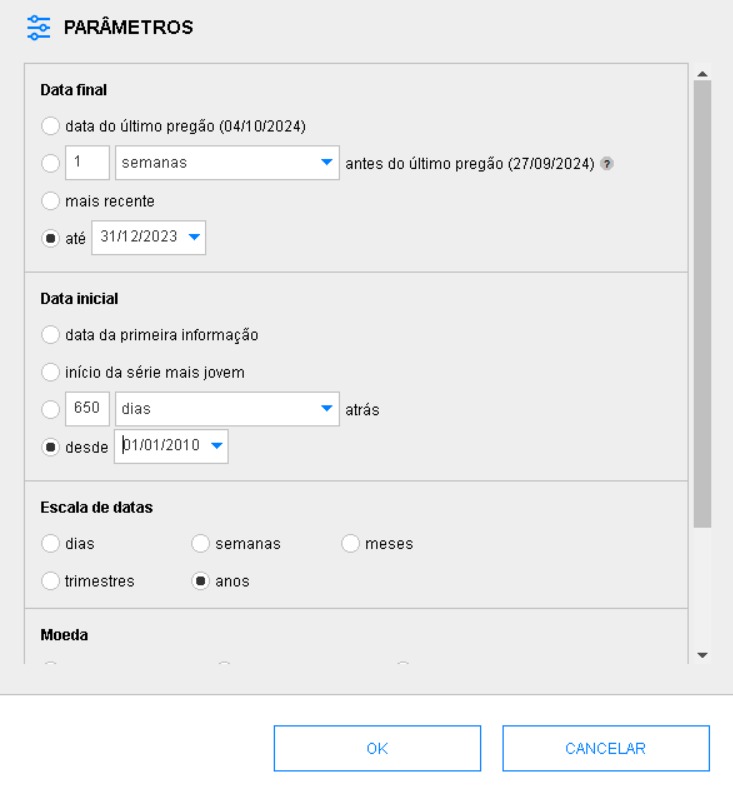 PARÂMETROS
Data final
data do último pregão (04/10/2024)
1 semanas antes do último pregão (27/09/2024) ?
mais recente
até 31/12/2023
Data inicial
data da primeira informação
início da série mais jovem
650 dias atrás
desde 01/01/2010
Escala de datas
dias semanas meses
trimestres anos
Moeda
OK CANCELAR